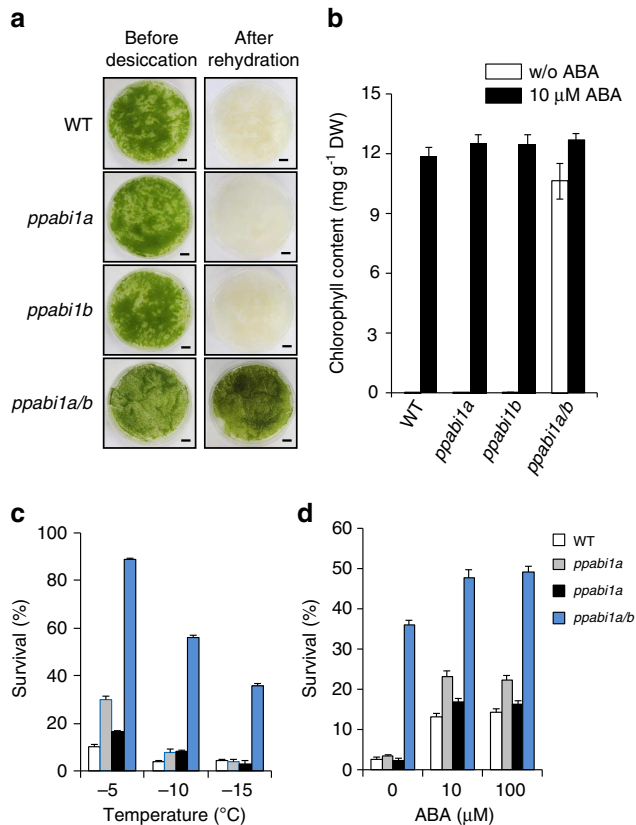 a
Before desiccation
After rehydration
WT
ppabi1a
ppabi1b
ppabi1a/b
b
w/o ABA
10 μM ABA
Chlorophyll content (mg g⁻¹ DW)
15
12
9
6
3
0
WT
ppabi1a
ppabi1b
ppabi1a/b
c
Survival (%)
100
80
60
40
20
0
–5
–10
–15
Temperature (°C)
d
Survival (%)
60
50
40
30
20
10
0
0
10
100
ABA (μM)
WT
ppabi1a
ppabi1a
ppabi1a/b